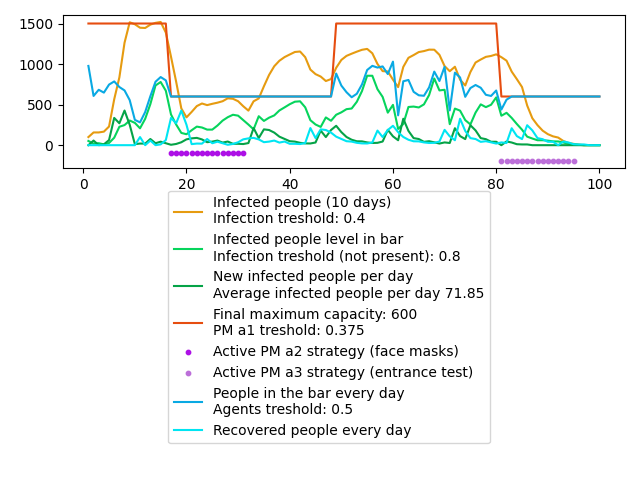 1500
1000
500
0
0 20 40 60 80 100
Infected people (10 days)
Infection treshold: 0.4
Infected people level in bar
Infection treshold (not present): 0.8
New infected people per day
Average infected people per day 71.85
Final maximum capacity: 600
PM a1 treshold: 0.375
Active PM a2 strategy (face masks)
Active PM a3 strategy (entrance test)
People in the bar every day
Agents treshold: 0.5
Recovered people every day